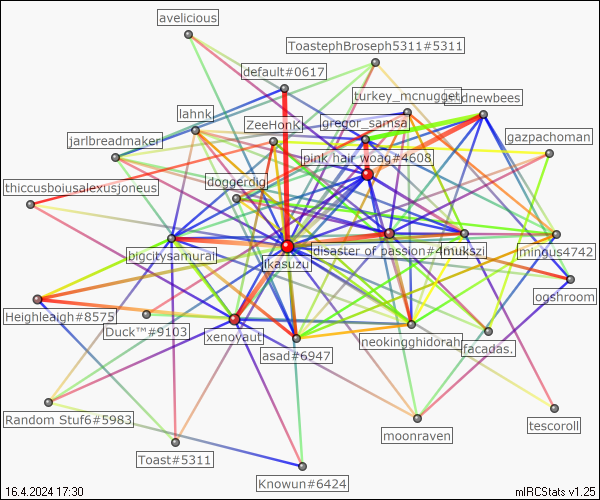 avelicious
ToastephBroseph5311#5311
default#0617
turkey_mcnugget
ednewbees
lahnk
ZeeHonK
gregor_samsa
jarlbreadmaker
gazpachoman
pink hair woag#4608
thiccusboiusalexusjoneus
doggerdig
bigcitysamurai
disaster of passion#4
mukszi
mingus4742
ikasuzu
ogshroom
Heighleaigh#8575
Duck™#9103
xenovaut
asad#6947
neokingghidorah
facadas.
Random Stuf6#5983
moonraven
tescoroll
Toast#5311
Knowun#6424
16.4.2024 17:30
mIRCStats v1.25